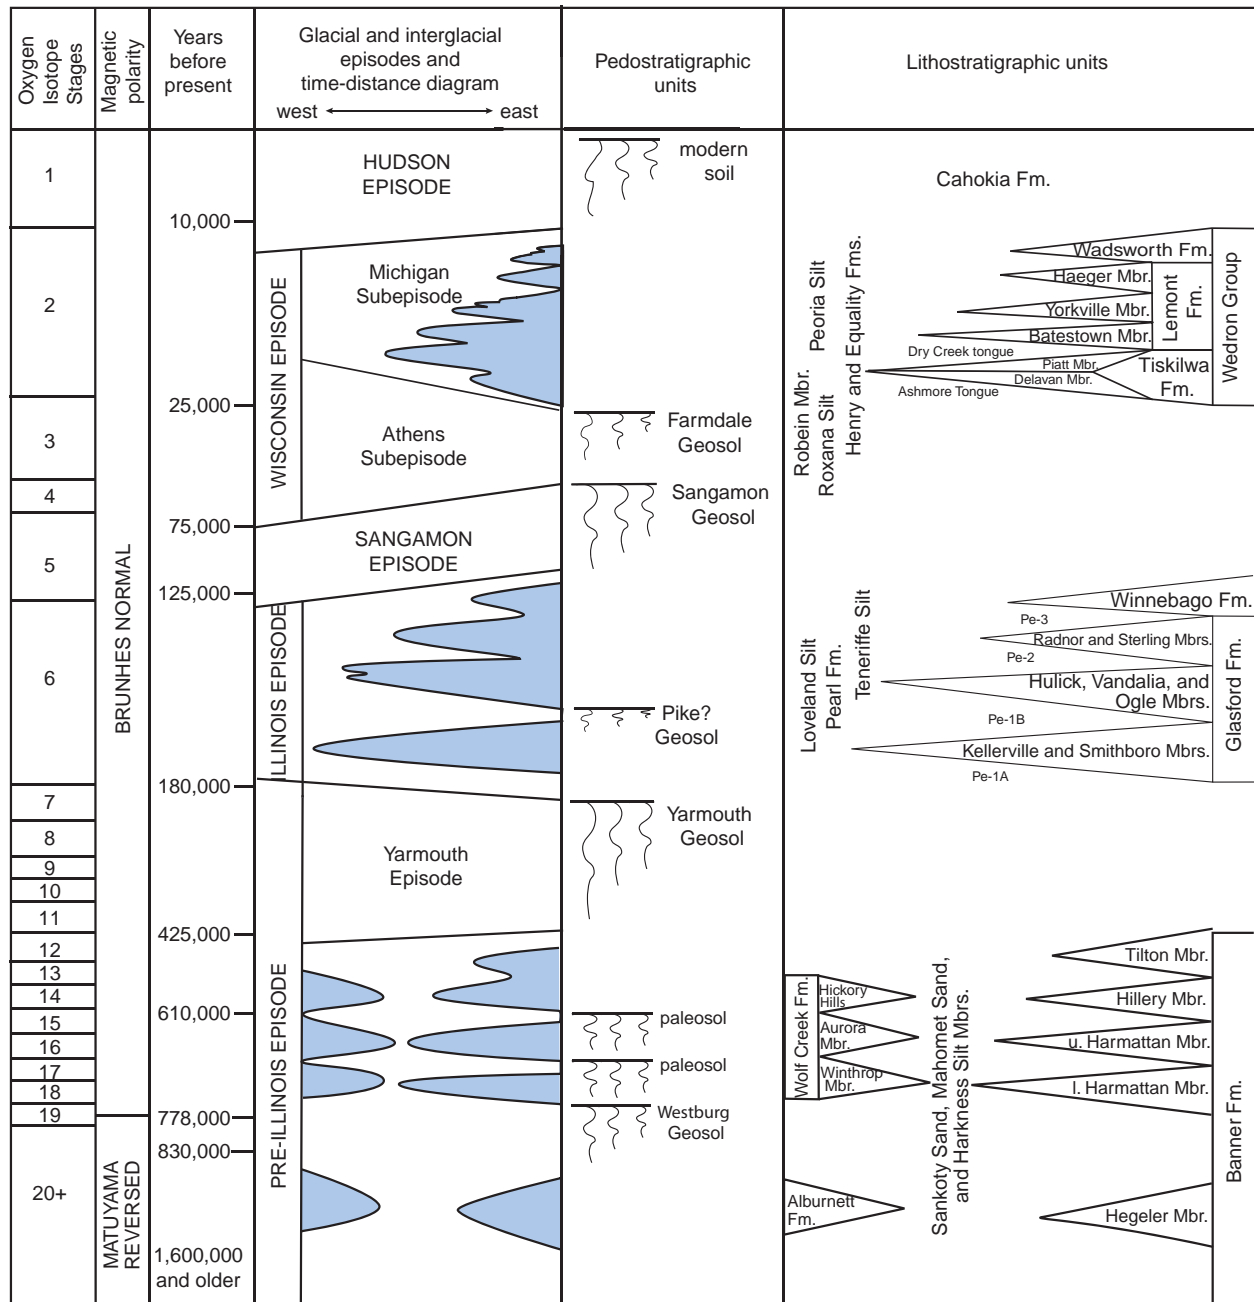 Oxygen
Isotope
Stages
Magnetic
polarity
Years
before
present
Glacial and interglacial
episodes and
time-distance diagram
west
east
Pedostratigraphic
units
Lithostratigraphic units
1
2
3
4
5
6
7
8
9
10
11
12
13
14
15
16
17
18
19
20+
BRUNHES NORMAL
MATUYAMA
REVERSED
10,000
25,000
75,000
125,000
180,000
425,000
610,000
778,000
830,000
1,600,000
and older
HUDSON
EPISODE
WISCONSIN EPISODE
Michigan
Subepisode
Athens
Subepisode
SANGAMON
EPISODE
ILLINOIS EPISODE
Yarmouth
Episode
PRE-ILLINOIS EPISODE
modern
soil
Farmdale
Geosol
Sangamon
Geosol
Pike?
Geosol
Yarmouth
Geosol
paleosol
paleosol
Westburg
Geosol
Cahokia Fm.
Robein Mbr.
Roxana Silt
Peoria Silt
Henry and Equality Fms.
Wadsworth Fm.
Haeger Mbr.
Yorkville Mbr.
Batestown Mbr.
Lemont
Fm.
Dry Creek tongue
Piatt Mbr.
Delavan Mbr.
Ashmore Tongue
Tiskilwa
Fm.
Wedron Group
Loveland Silt
Pearl Fm.
Teneriffe Silt
Winnebago Fm.
Pe-3
Radnor and Sterling Mbrs.
Pe-2
Hulick, Vandalia, and
Ogle Mbrs.
Pe-1B
Kellerville and Smithboro Mbrs.
Pe-1A
Glasford Fm.
Wolf Creek Fm.
Hickory
Hills
Aurora
Mbr.
Winthrop
Mbr.
Alburnett
Fm.
Sankoty Sand, Mahomet Sand,
and Harkness Silt Mbrs.
Tilton Mbr.
Hillery Mbr.
u. Harmattan Mbr.
l. Harmattan Mbr.
Hegeler Mbr.
Banner Fm.